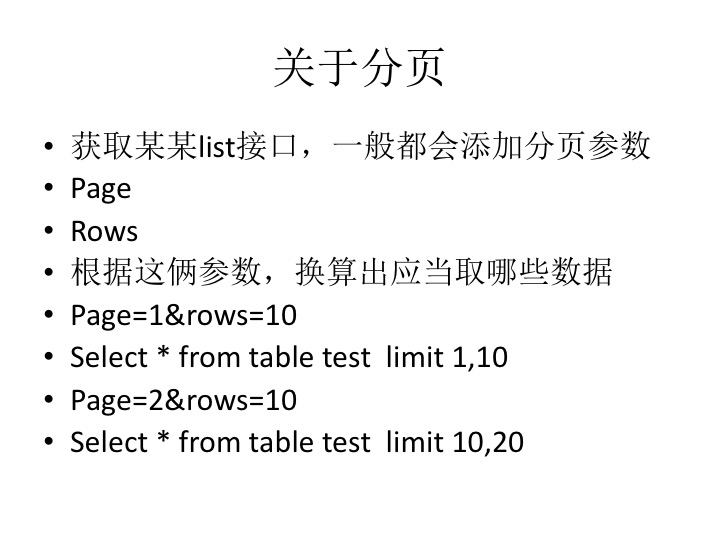 关于分页
• 获取某某list接口，一般都会添加分页参数
• Page
• Rows
• 根据这俩参数，换算出应当取哪些数据
• Page=1&rows=10
• Select * from table test  limit 1,10
• Page=2&rows=10
• Select * from table test  limit 10,20